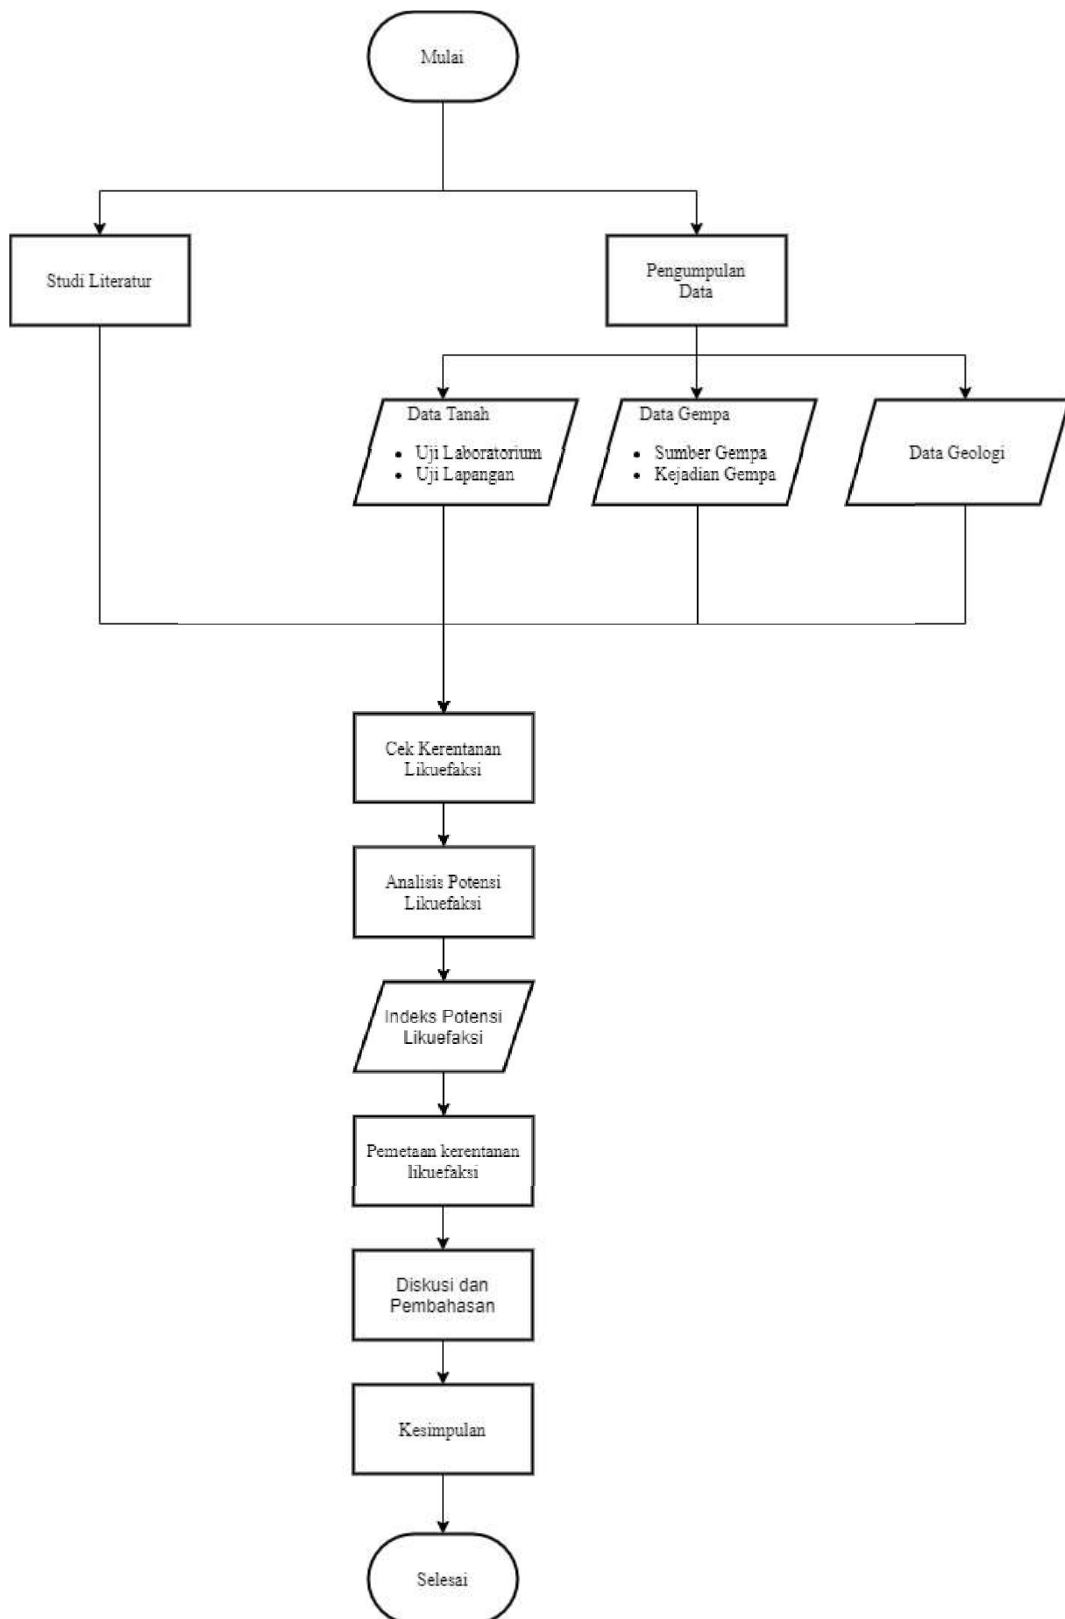 Mulai
Studi Literatur
Pengumpulan
Data
Data Tanah
• Uji Laboratorium
• Uji Lapangan
Data Gempa
• Sumber Gempa
• Kejadian Gempa
Data Geologi
Cek Kerentanan
Likuefaksi
Analisis Potensi
Likuefaksi
Indeks Potensi
Likuefaksi
Pemetaan kerentanan
likuefaksi
Diskusi dan
Pembahasan
Kesimpulan
Selesai